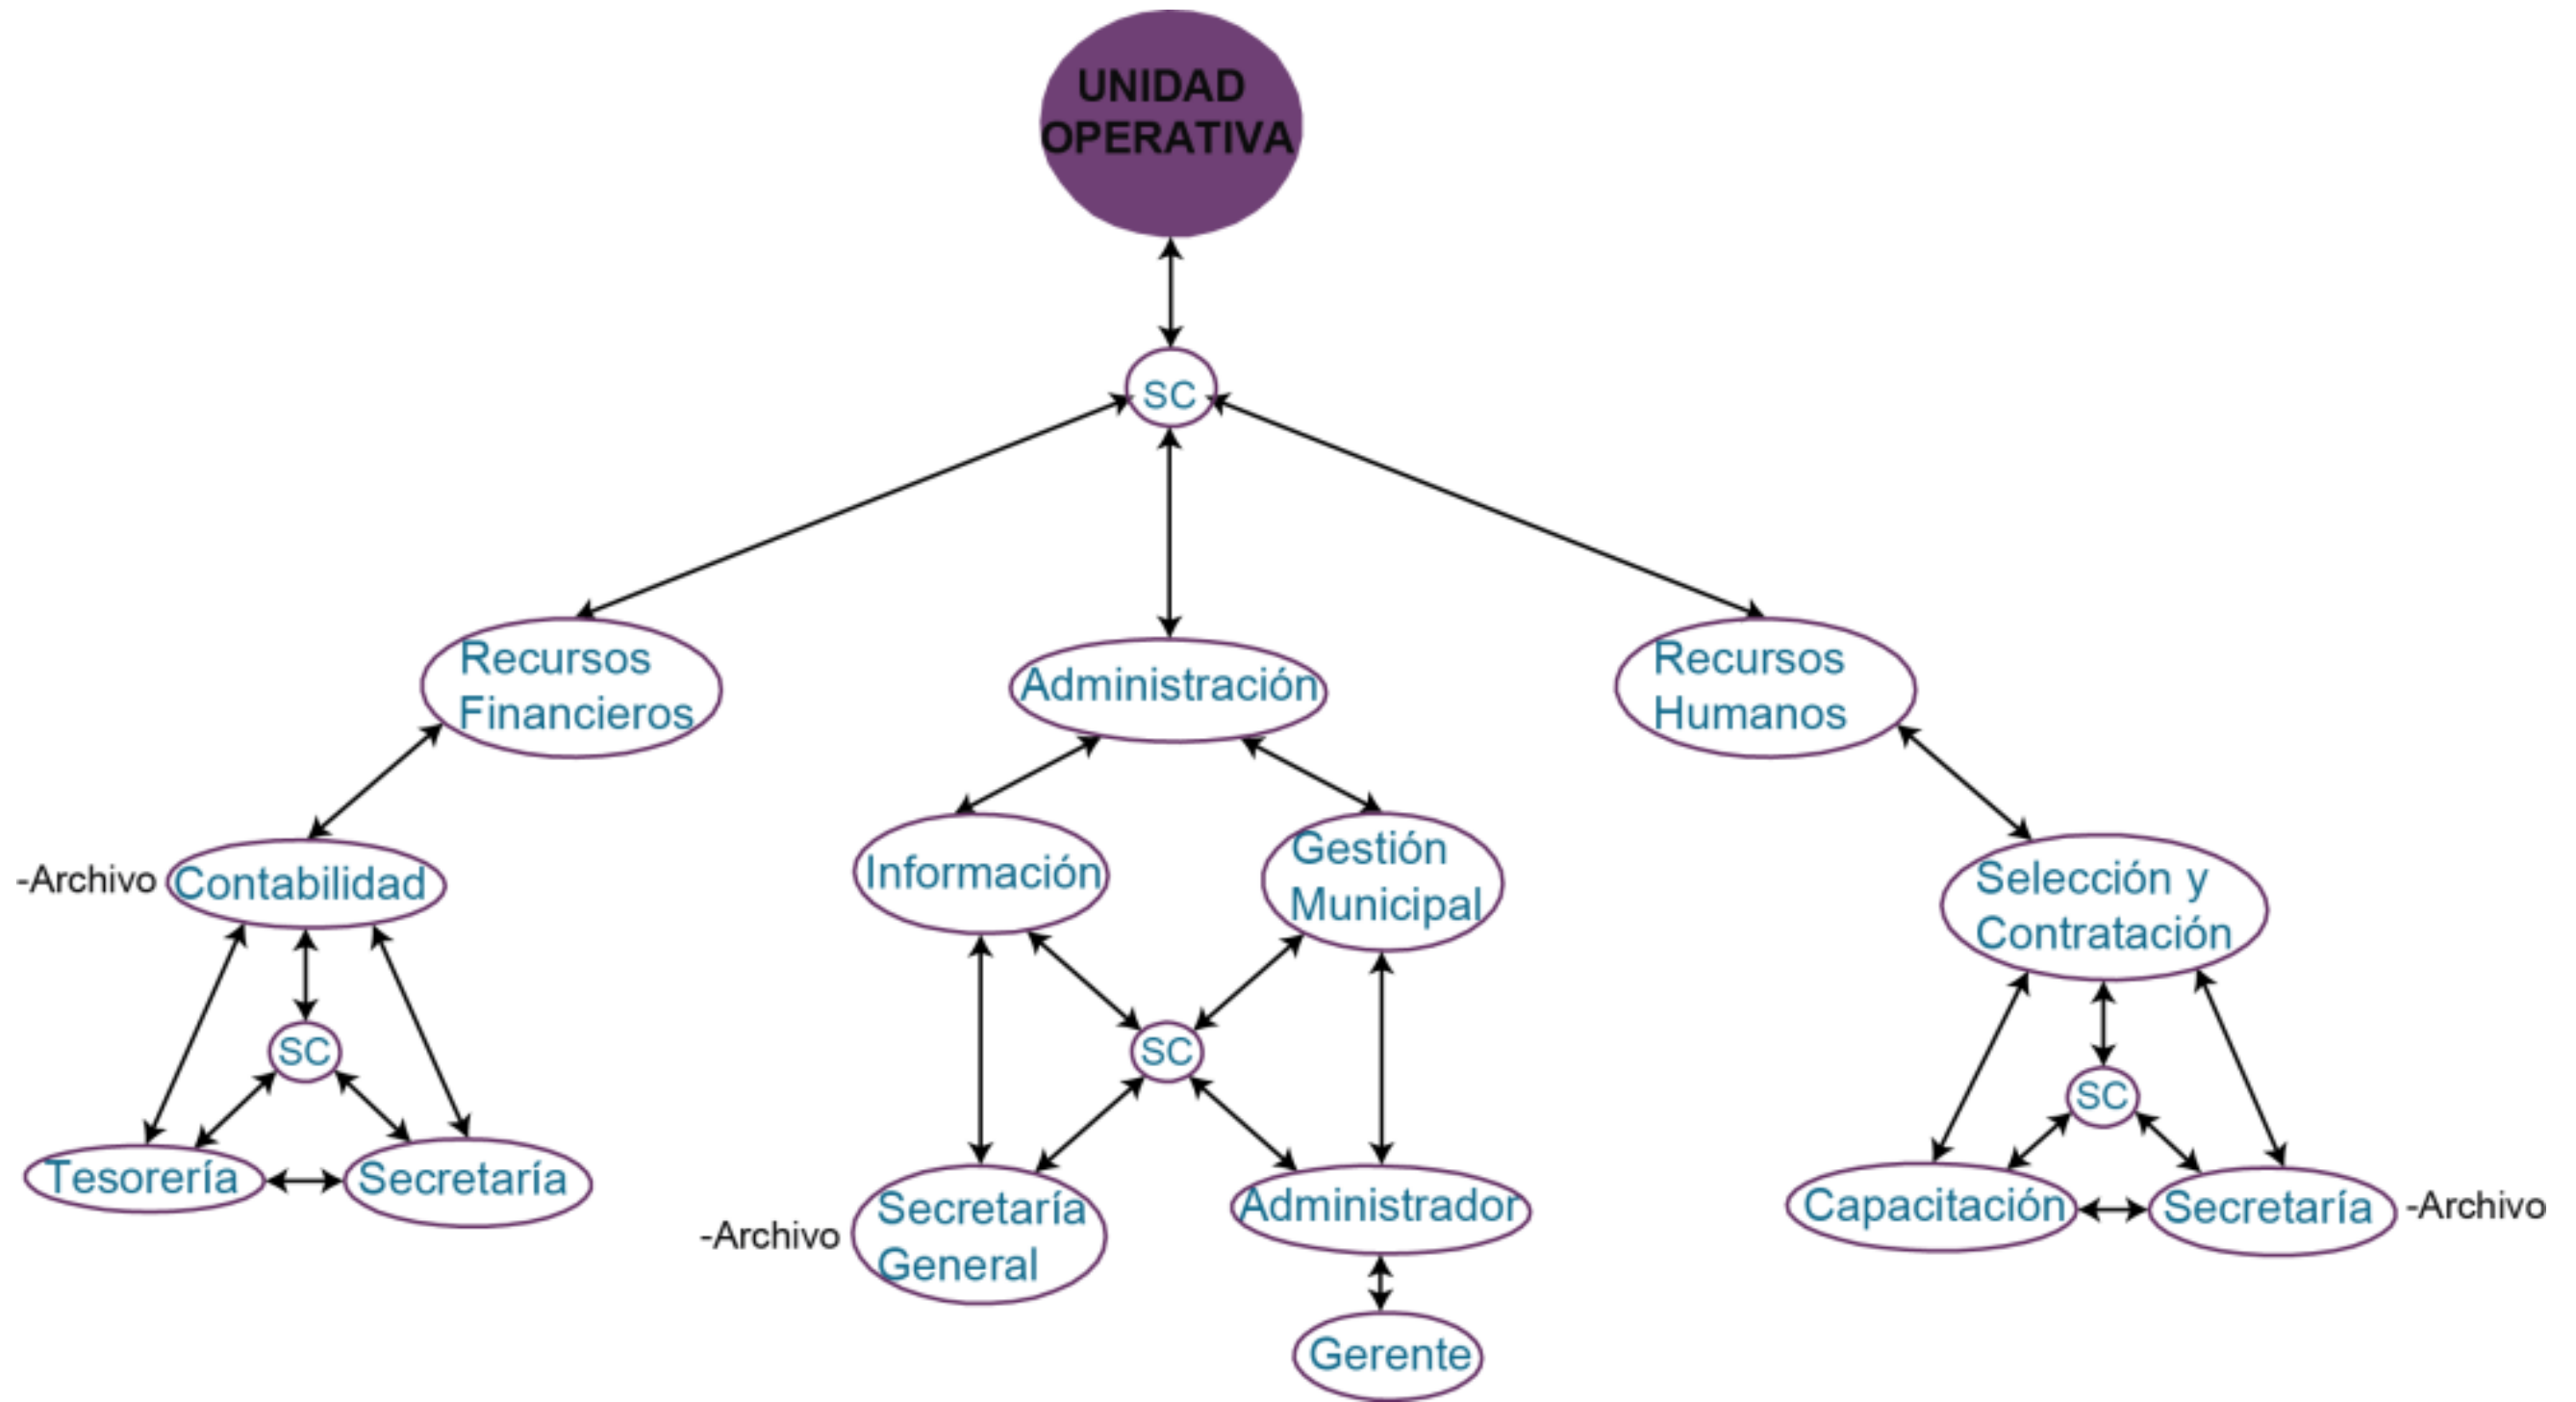 UNIDAD
OPERATIVA
SC
Recursos
Financieros
Administración
Recursos
Humanos
-Archivo
Contabilidad
Información
Gestión
Municipal
Selección y
Contratación
SC
SC
SC
Tesorería
Secretaría
-Archivo
Secretaría
General
Administrador
Capacitación
Secretaría
-Archivo
Gerente